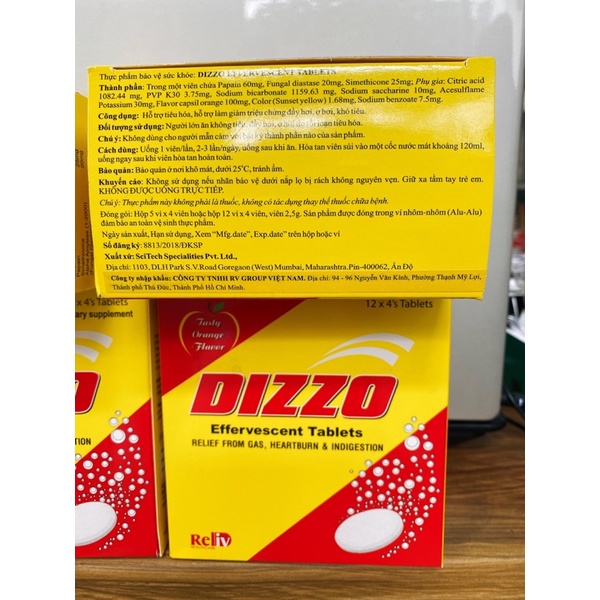 Thực phẩm bảo vệ sức khỏe: DIZZO EFFERVESCENT TABLETS
Thành phần: Trong một viên chứa Papain 60mg, Fungal diastase 20mg, Simethicone 25mg; Phụ gia: Citric acid
1082.44 mg, PVP K30 3.75mg, Sodium bicarbonate 1159.63 mg, Sodium saccharine 10mg, Acesulflame
Potassium 30mg, Flavor capsil orange 100mg, Color (Sunset yellow) 1.68mg, Sodium benzoate 7.5mg.
Công dụng: Hỗ trợ tiêu hóa, hỗ trợ làm giảm triệu chứng đầy hơi, ợ hơi, khó tiêu.
Đối tượng sử dụng: Người lớn ăn không tiêu, đầy hơi, ợ hơi, rối loạn tiêu hóa.
Chú ý: Không dùng cho người mẫn cảm với bất kỳ thành phần nào của sản phẩm.
Cách dùng: Uống 1 viên/lần, 2-3 lần/ngày, uống sau khi ăn. Hòa tan viên sủi vào một cốc nước mát khoảng 120ml,
uống ngay sau khi viên hòa tan hoàn toàn.
Bảo quản: Bảo quản ở nơi khô mát, dưới 25°C, tránh ẩm.
Khuyến cáo: Không sử dụng nếu nhãn bảo vệ dưới nắp lọ bị rách không nguyên vẹn. Giữ xa tầm tay trẻ em.
KHÔNG ĐƯỢC UỐNG TRỰC TIẾP.
Chú ý: Thực phẩm này không phải là thuốc, không có tác dụng thay thế thuốc chữa bệnh.
Đóng gói: Hộp 5 vỉ x 4 viên hoặc hộp 12 vỉ x 4 viên, viên 2,5g. Sản phẩm được đóng trong vỉ nhôm-nhôm (Alu-Alu)
đảm bảo an toàn vệ sinh thực phẩm.
Ngày sản xuất, Hạn sử dụng, Xem "Mfg.date", Exp.date" trên hộp hoặc vỉ
Số đăng ký: 8813/2018/ĐKSP
Xuất xứ: SciTech Specialities Pvt. Ltd.,
Địa chỉ: 1103, DLH Park S.V.Road Goregaon (West) Mumbai, Maharashtra.Pin-400062, Ấn Độ
Công ty nhập khẩu: CÔNG TY TNHH RV GROUP VIỆT NAM. Địa chỉ: 94 - 96 Nguyễn Văn Kỉnh, Phường Thạnh Mỹ Lợi,
Thành phố Thủ Đức, Thành Phố Hồ Chí Minh.
x 4's Tablets
ary supplement
12 x 4's Tablets
Tasty
Orange
Flavor
DIZZO
Effervescent Tablets
RELIEF FROM GAS, HEARTBURN & INDIGESTION
ZO
blets
ESTION
Reliv